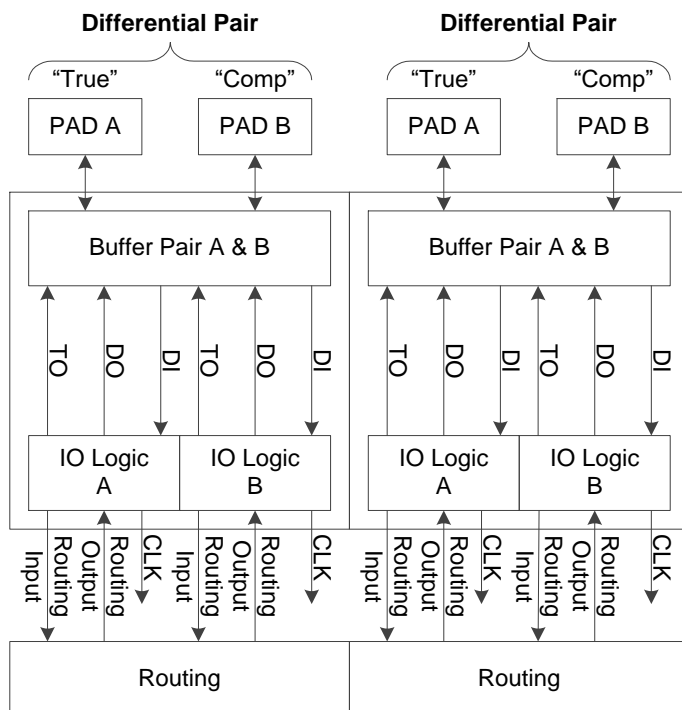 Differential Pair Differential Pair
“True” “Comp” “True” “Comp”
PAD A PAD B PAD A PAD B
Buffer Pair A & B Buffer Pair A & B
TO DO DI TO DO DI TO DO DI TO DO DI
IO Logic A IO Logic B IO Logic A IO Logic B
Routing Input Routing Output CLK Routing Input Routing Output CLK Routing Input Routing Output CLK Routing Input Routing Output CLK
Routing Routing